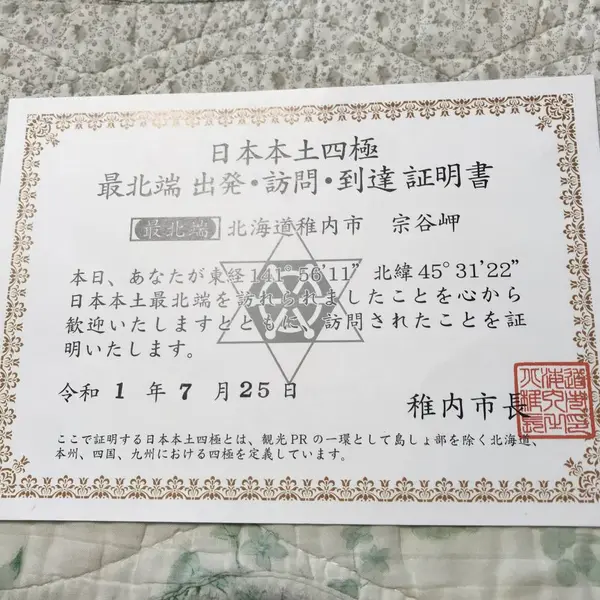 日本本土四極
最北端 出発・訪問・到達 証明書
最北端 北海道稚内市 宗谷岬
本日、あなたが東経141°56'11” 北緯45°31'22”
日本本土最北端を訪れられましたことを心から
歓迎いたしますとともに、訪問されたことを証
明いたします。
令和 1 年 7 月 25 日
稚内市長
ここで証明する日本本土四極とは、観光PRの一環として島しょ部を除く北海道、
本州、四国、九州における四極を定義しています。